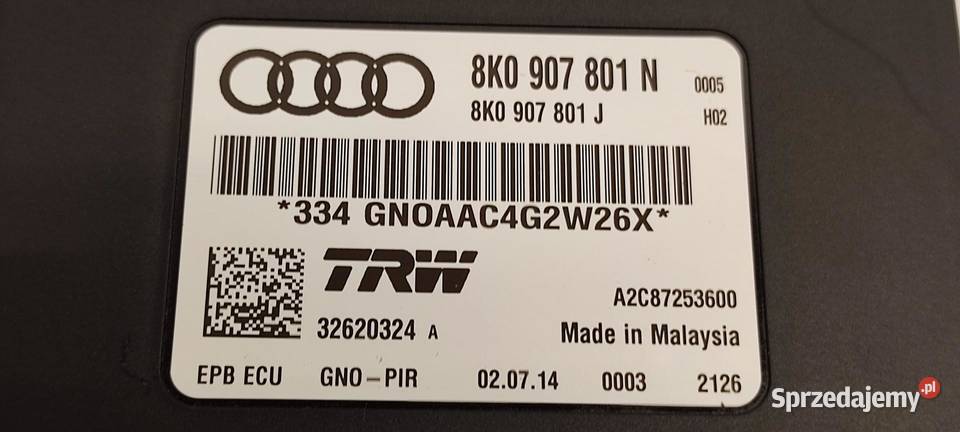 8K0 907 801 N 0005
8K0 907 801 J H02
*334 GNOAAC4G2W26X*
TRW
A2C87253600
32620324 A Made in Malaysia
EPB ECU GNO-PIR 02.07.14 0003 2126
Sprzedajemy.pl